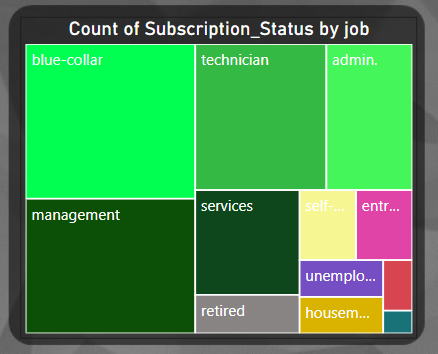 Count of Subscription_Status by job
blue-collar
technician
admin.
management
services
self-...
entr...
unemplo...
retired
housem...